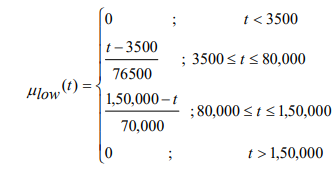 0 ; t < 3500
t − 3500
76500 ; 3500 ≤ t ≤ 80,000
μlow(t) =
1,50,000 − t
70,000 ; 80,000 ≤ t ≤ 1,50,000
0 ; t > 1,50,000